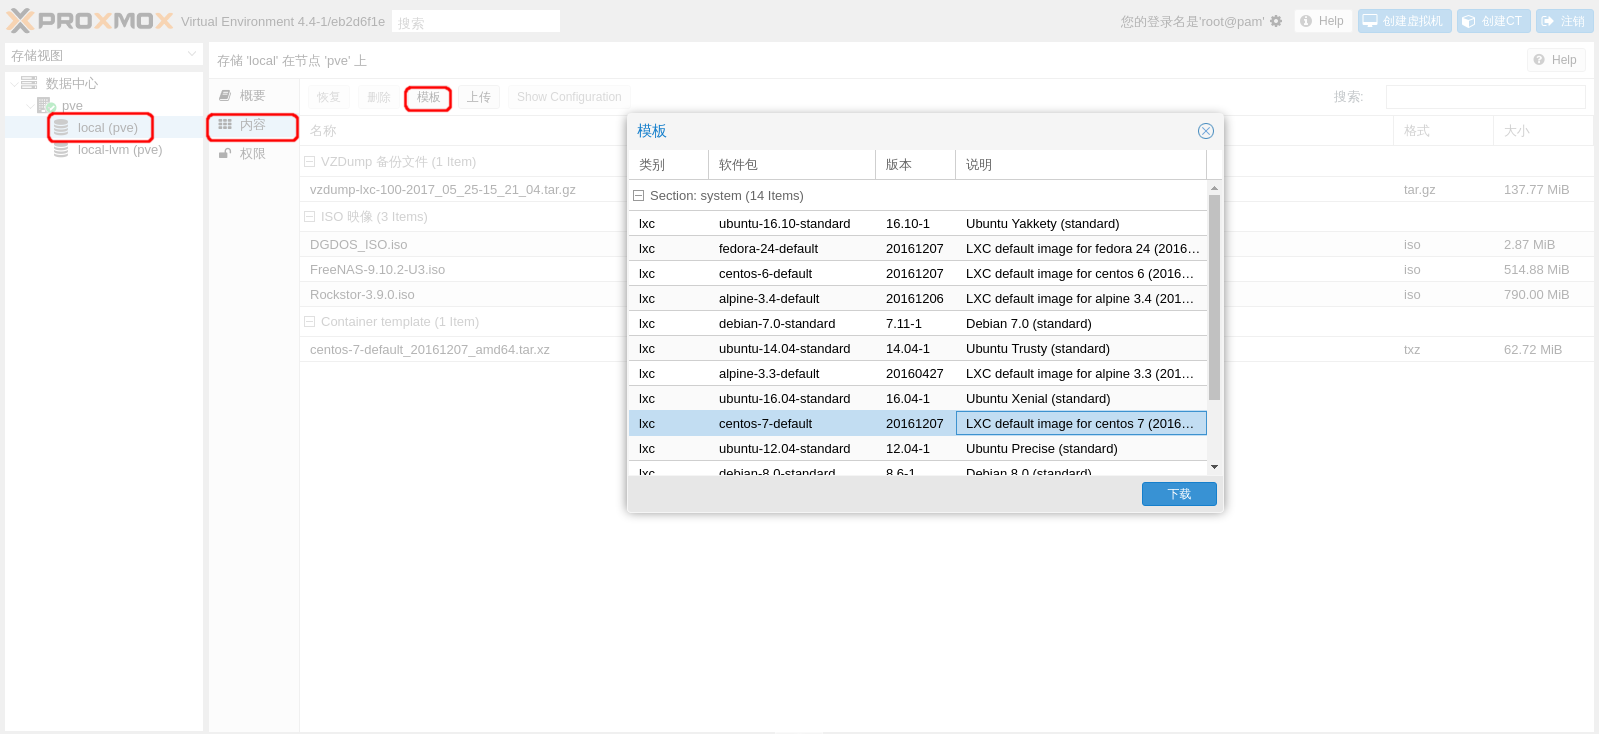 PROXMOX Virtual Environment 4.4-1/eb2d6f1e 搜索 您的登录名是'root@pam' Help 创建虚拟机 创建CT 注销
存储视图
数据中心
pve
local (pve)
local-lvm (pve)
存储 'local' 在节点 'pve' 上 Help
概要
内容
权限
恢复 删除 模板 上传 Show Configuration 搜索:
名称 格式 大小
VZDump 备份文件 (1 Item)
vzdump-lxc-100-2017_05_25-15_21_04.tar.gz tar.gz 137.77 MiB
ISO 映像 (3 Items)
DGDOS_ISO.iso iso 2.87 MiB
FreeNAS-9.10.2-U3.iso iso 514.88 MiB
Rockstor-3.9.0.iso iso 790.00 MiB
Container template (1 Item)
centos-7-default_20161207_amd64.tar.xz txz 62.72 MiB
模板
类别 软件包 版本 说明
Section: system (14 Items)
lxc ubuntu-16.10-standard 16.10-1 Ubuntu Yakkety (standard)
lxc fedora-24-default 20161207 LXC default image for fedora 24 (2016…
lxc centos-6-default 20161207 LXC default image for centos 6 (2016…
lxc alpine-3.4-default 20161206 LXC default image for alpine 3.4 (201…
lxc debian-7.0-standard 7.11-1 Debian 7.0 (standard)
lxc ubuntu-14.04-standard 14.04-1 Ubuntu Trusty (standard)
lxc alpine-3.3-default 20160427 LXC default image for alpine 3.3 (201…
lxc ubuntu-16.04-standard 16.04-1 Ubuntu Xenial (standard)
lxc centos-7-default 20161207 LXC default image for centos 7 (2016…
lxc ubuntu-12.04-standard 12.04-1 Ubuntu Precise (standard)
lxc debian-8.0-standard 8.6-1 Debian 8.0 (standard)
下载